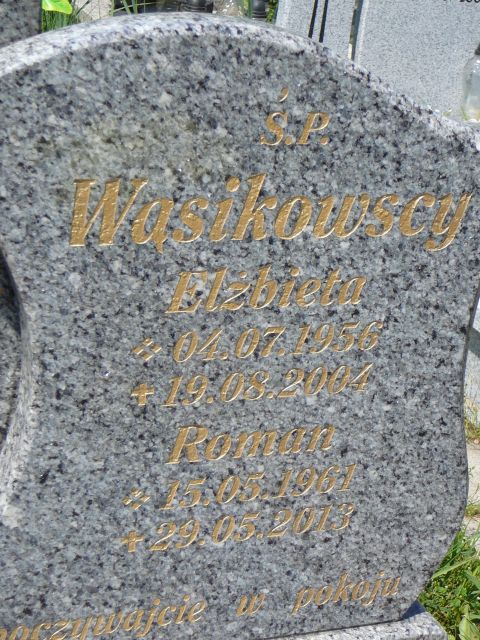 Ś.P.
Wąsikowscy
Elżbieta
04.07.1956
+ 19.08.2004
Roman
15.05.1961
+ 29.05.2013
w pokoju